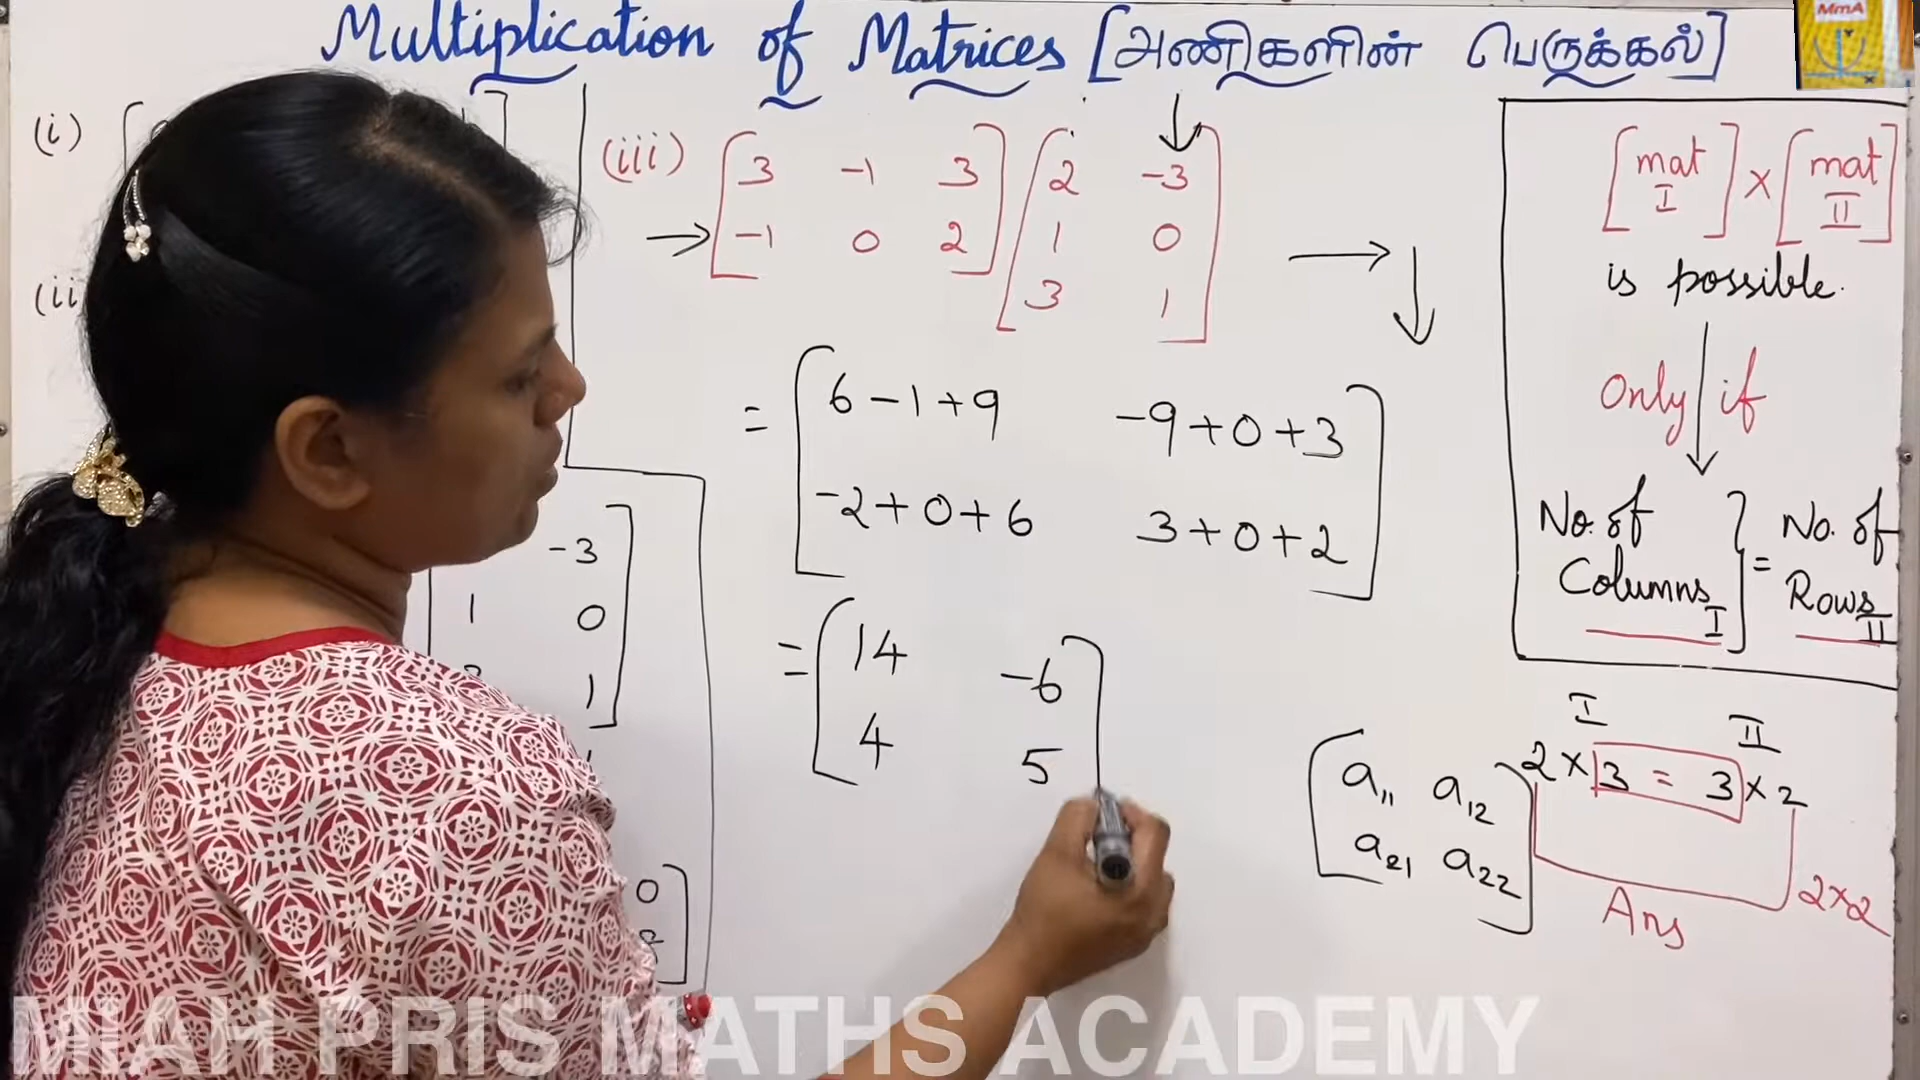 Multiplication of Matrices [அணிகளின் பெருக்கல்]
MmA
(i)
(ii
-3
1 0
1
0
(iii) [3 -1 3] [2 -3]
→ [-1 0 2] [1 0] → ↓
[3 1]
= [6-1+9 -9+0+3]
[-2+0+6 3+0+2]
= [14 -6]
[4 5]
[mat I] × [mat II]
is possible.
Only if
No. of Columns I } = No. of Rows II
I II
2×3 = 3×2
[a11 a12]
[a21 a22]
Ans 2×2
MIAH PRIS MATHS ACADEMY